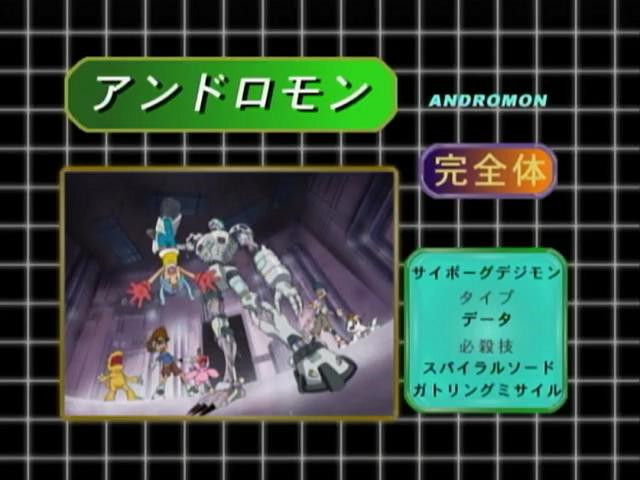 アンドロモン
ANDROMON
完全体
サイボーグデジモン
タイプ
データ
必殺技
スパイラルソード
ガトリングミサイル